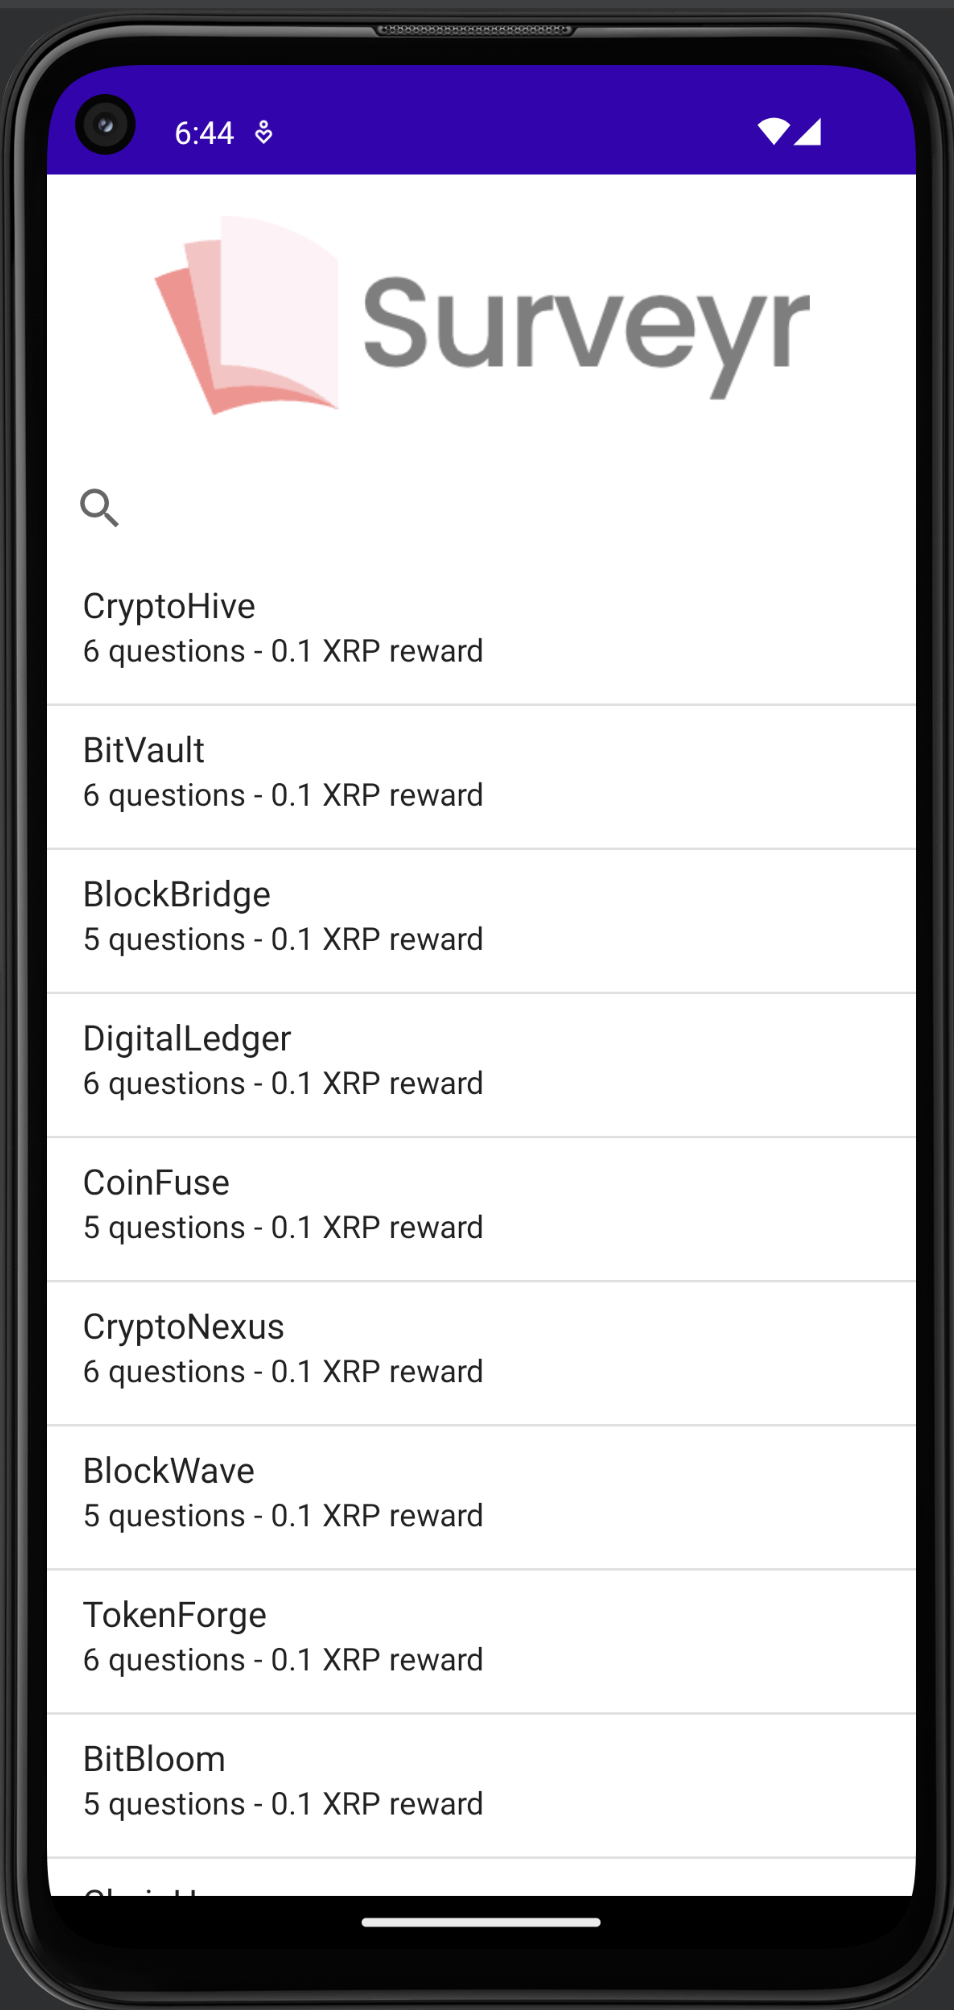 6:44
Surveyr
CryptoHive
6 questions - 0.1 XRP reward
BitVault
6 questions - 0.1 XRP reward
BlockBridge
5 questions - 0.1 XRP reward
DigitalLedger
6 questions - 0.1 XRP reward
CoinFuse
5 questions - 0.1 XRP reward
CryptoNexus
6 questions - 0.1 XRP reward
BlockWave
5 questions - 0.1 XRP reward
TokenForge
6 questions - 0.1 XRP reward
BitBloom
5 questions - 0.1 XRP reward